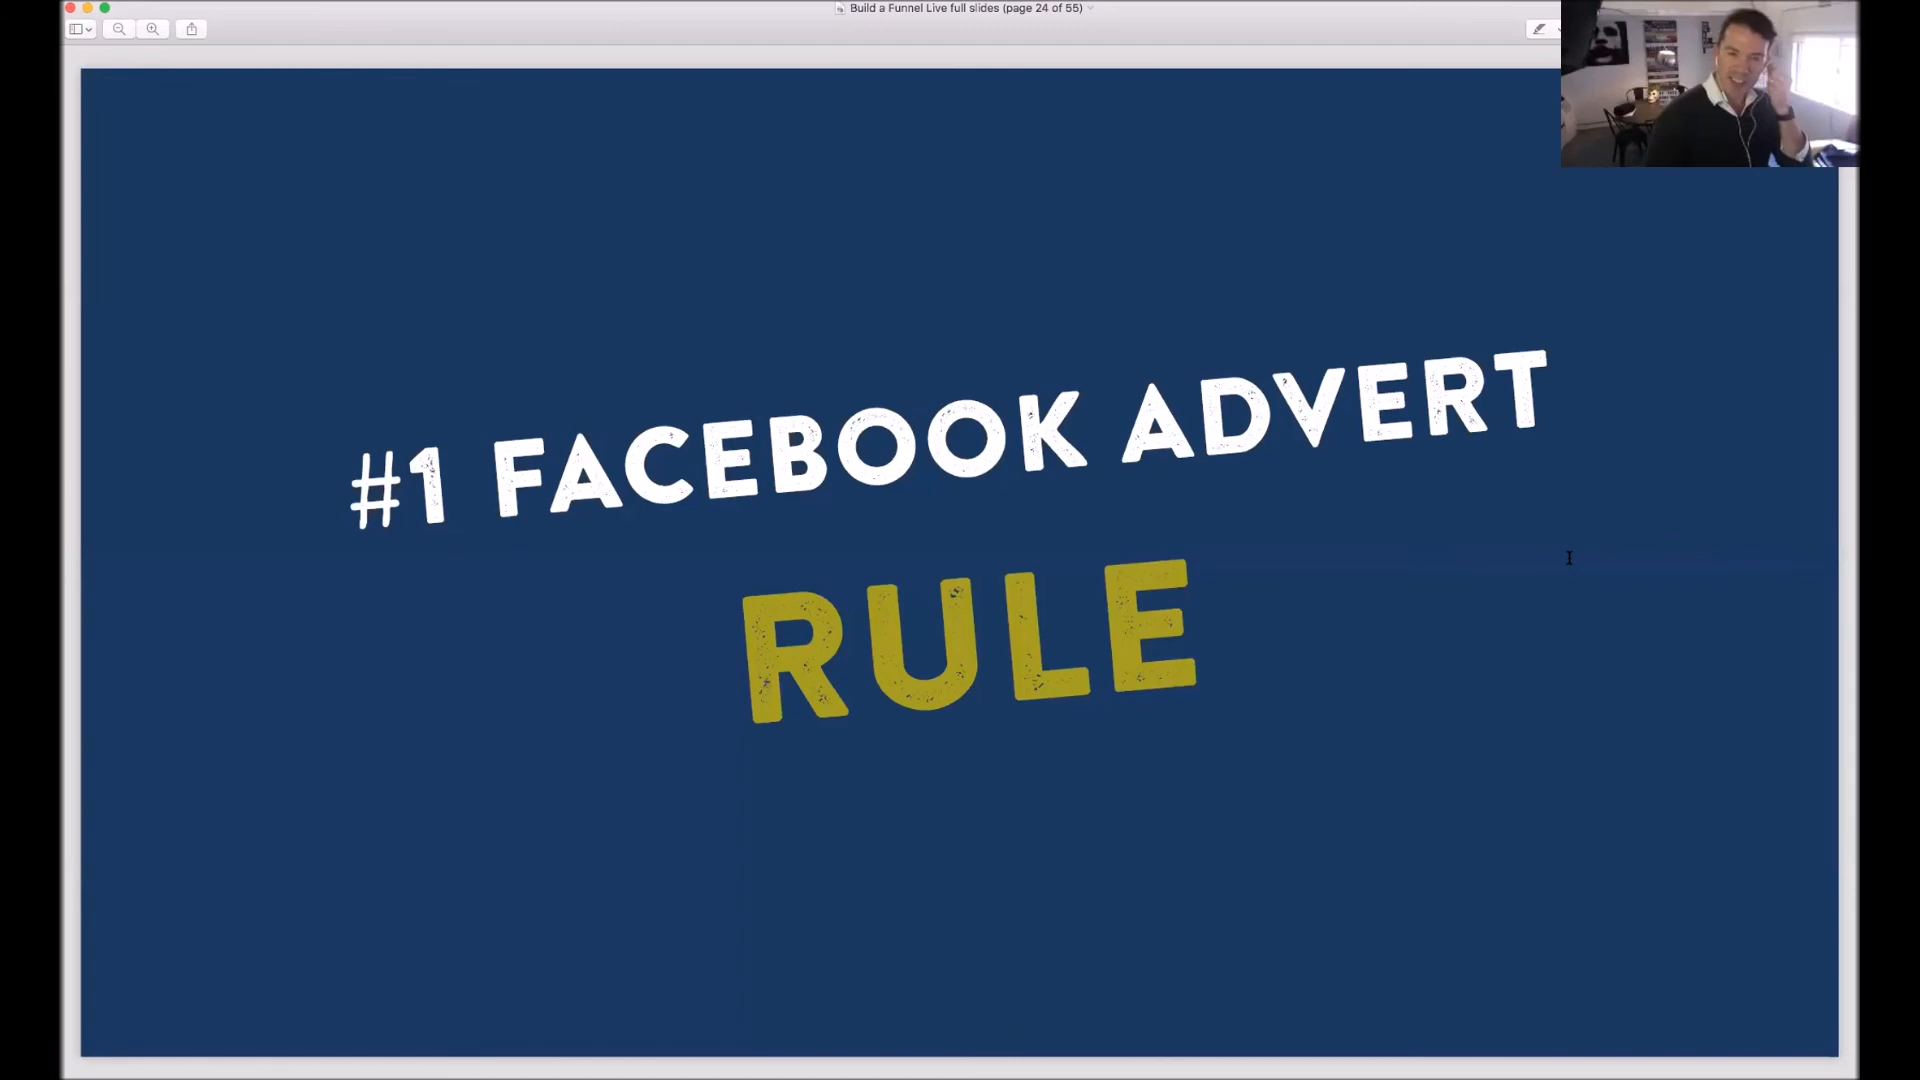 Build a Funnel Live full slides (page 24 of 55)
#1 FACEBOOK ADVERT
RULE